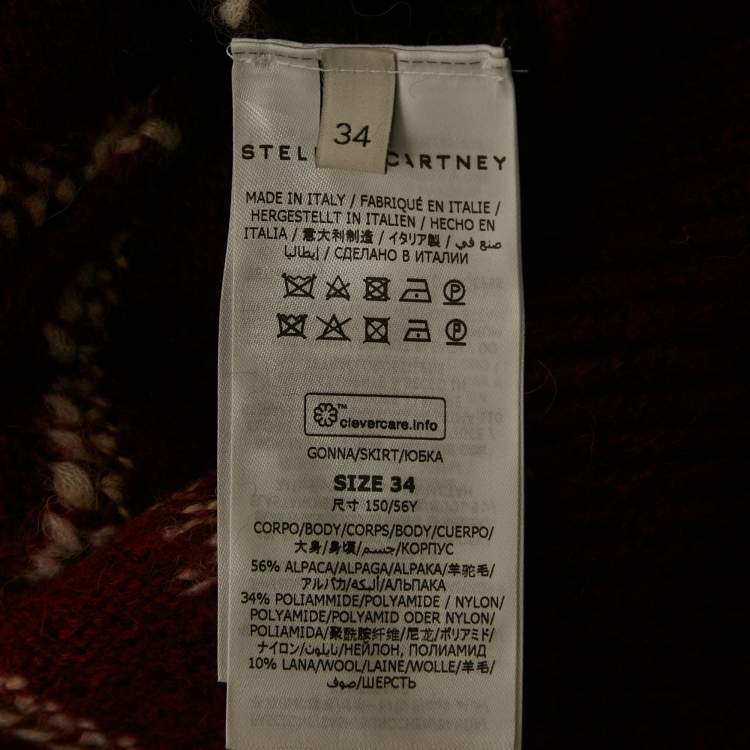 34
STEL CARTNEY
MADE IN ITALY / FABRIQUÉ EN ITALIE /
HERGESTELLT IN ITALIEN / HECHO EN
ITALIA / 意大利制造 / イタリア製 / صنع في
إيطاليا / СДЕЛАНО В ИТАЛИИ
P
P
™
clevercare.info
GONNA/SKIRT/ЮБКА
SIZE 34
尺寸 150/56Y
CORPO/BODY/CORPS/BODY/CUERPO/
大身/身頃/جسم/КОРПУС
56% ALPACA/ALPAGA/ALPAKA/羊驼毛/
アルパカ/ألبكه/АЛЬПАКА
34% POLIAMMIDE/POLYAMIDE / NYLON/
POLYAMIDE/POLYAMID ODER NYLON/
POLIAMIDA/聚酰胺纤维/尼龙/ポリアミド/
ナイロン/نايلون/НЕЙЛОН, ПОЛИАМИД
10% LANA/WOOL/LAINE/WOLLE/羊毛/
صوف/ШЕРСТЬ